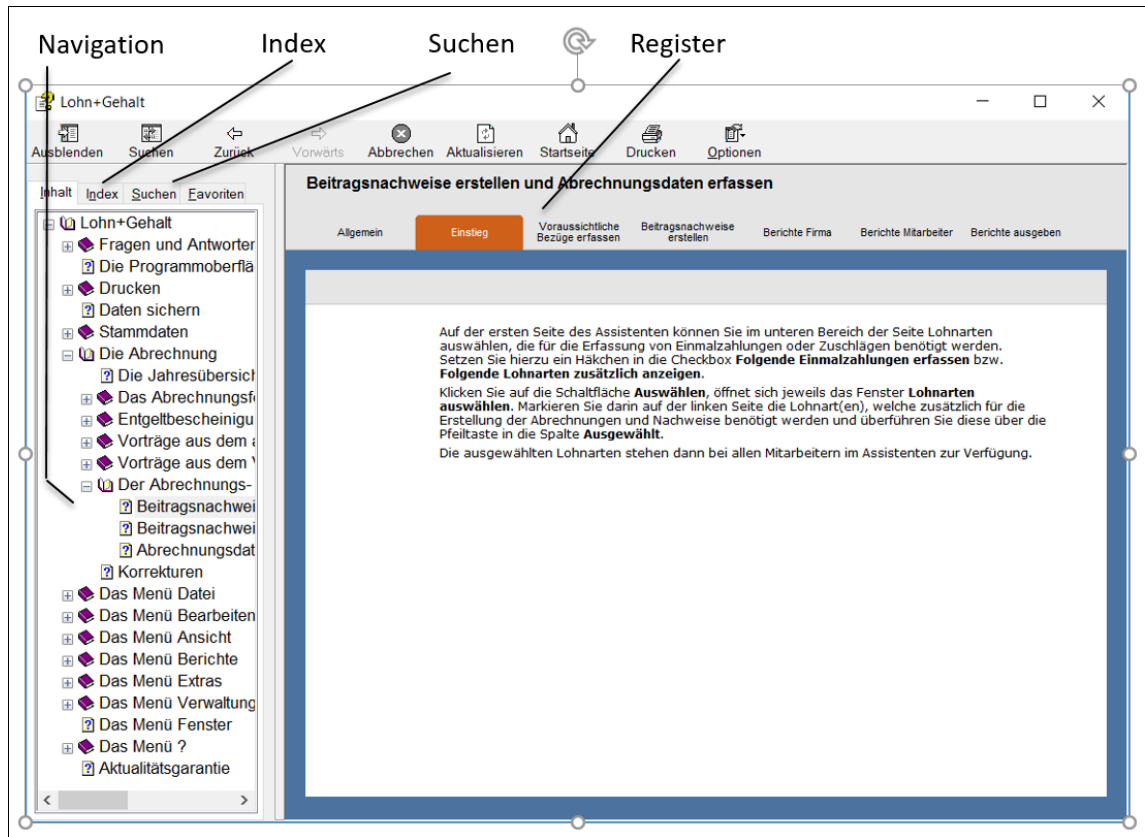 Navigation Index Suchen Register
Lohn+Gehalt
Ausblenden Suchen Zurück Vorwärts Abbrechen Aktualisieren Startseite Drucken Optionen
Inhalt Index Suchen Favoriten
Lohn+Gehalt
Fragen und Antworter
Die Programmoberflä
Drucken
Daten sichern
Stammdaten
Die Abrechnung
Die Jahresübersich
Das Abrechnungsf
Entgeltbescheinigu
Vorträge aus dem
Vorträge aus dem
Der Abrechnungs-
Beitragsnachwei
Beitragsnachwei
Abrechnungsdat
Korrekturen
Das Menü Datei
Das Menü Bearbeiten
Das Menü Ansicht
Das Menü Berichte
Das Menü Extras
Das Menü Verwaltung
Das Menü Fenster
Das Menü ?
Aktualitätsgarantie
Beitragsnachweise erstellen und Abrechnungsdaten erfassen
Allgemein Einstieg Voraussichtliche Bezüge erfassen Beitragsnachweise erstellen Berichte Firma Berichte Mitarbeiter Berichte ausgeben
Auf der ersten Seite des Assistenten können Sie im unteren Bereich der Seite Lohnarten
auswählen, die für die Erfassung von Einmalzahlungen oder Zuschlägen benötigt werden.
Setzen Sie hierzu ein Häkchen in die Checkbox Folgende Einmalzahlungen erfassen bzw.
Folgende Lohnarten zusätzlich anzeigen.
Klicken Sie auf die Schaltfläche Auswählen, öffnet sich jeweils das Fenster Lohnarten
auswählen. Markieren Sie darin auf der linken Seite die Lohnart(en), welche zusätzlich für die
Erstellung der Abrechnungen und Nachweise benötigt werden und überführen Sie diese über die
Pfeiltaste in die Spalte Ausgewählt.
Die ausgewählten Lohnarten stehen dann bei allen Mitarbeitern im Assistenten zur Verfügung.